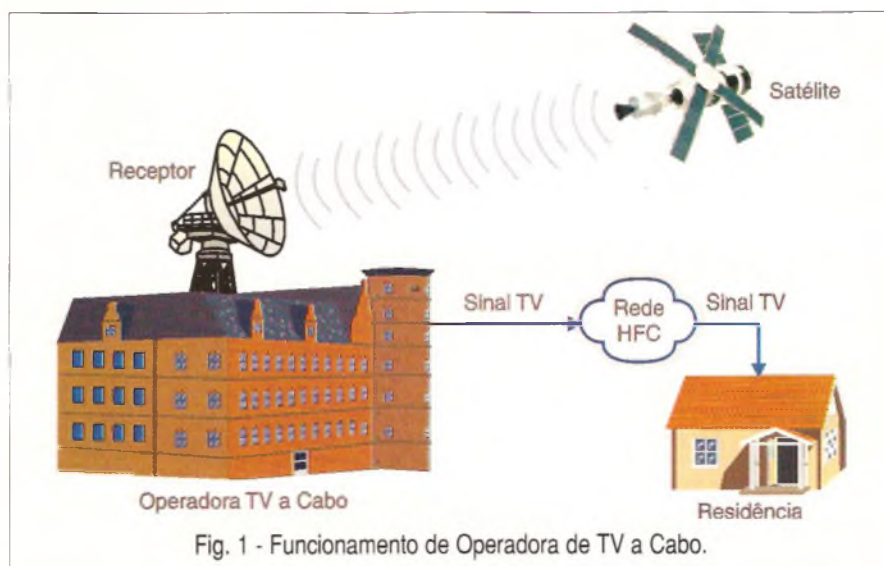 Satélite
Receptor
Sinal TV
Rede
HFC
Sinal TV
Operadora TV a Cabo
Residência
Fig. 1 - Funcionamento de Operadora de TV a Cabo.